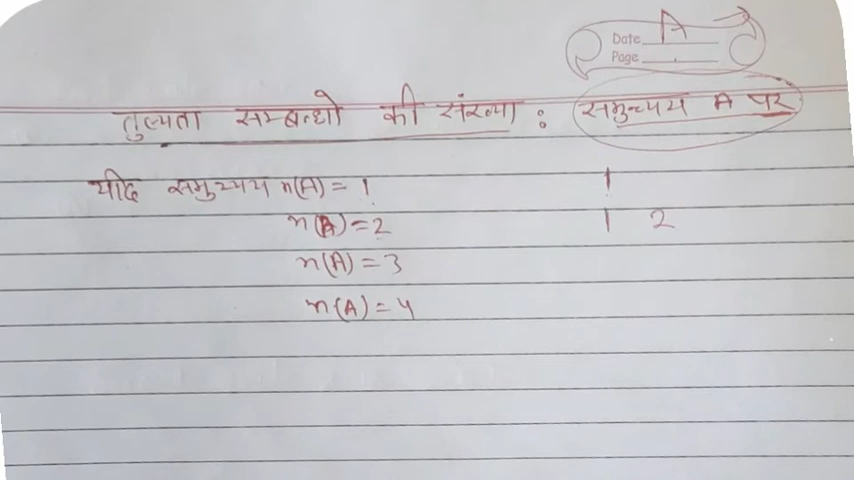 A
Date
Page
तुल्यता सम्बन्धो की संख्या : समुच्चय A पर
यदि समुच्चय n(A) = 1 1
n(A) = 2 1 2
n(A) = 3
n(A) = 4